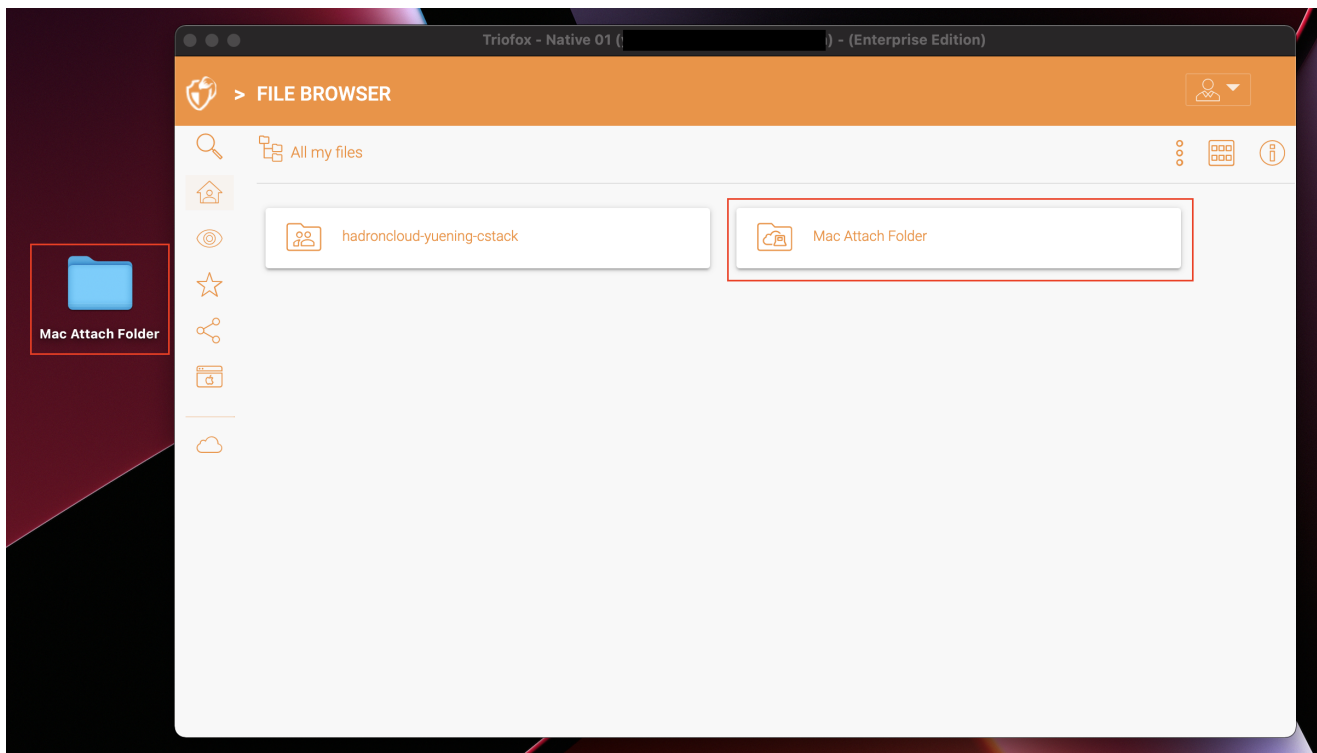 Triofox - Native 01 ( ) - (Enterprise Edition)
> FILE BROWSER
All my files
hadroncloud-yuening-cstack
Mac Attach Folder
Mac Attach Folder